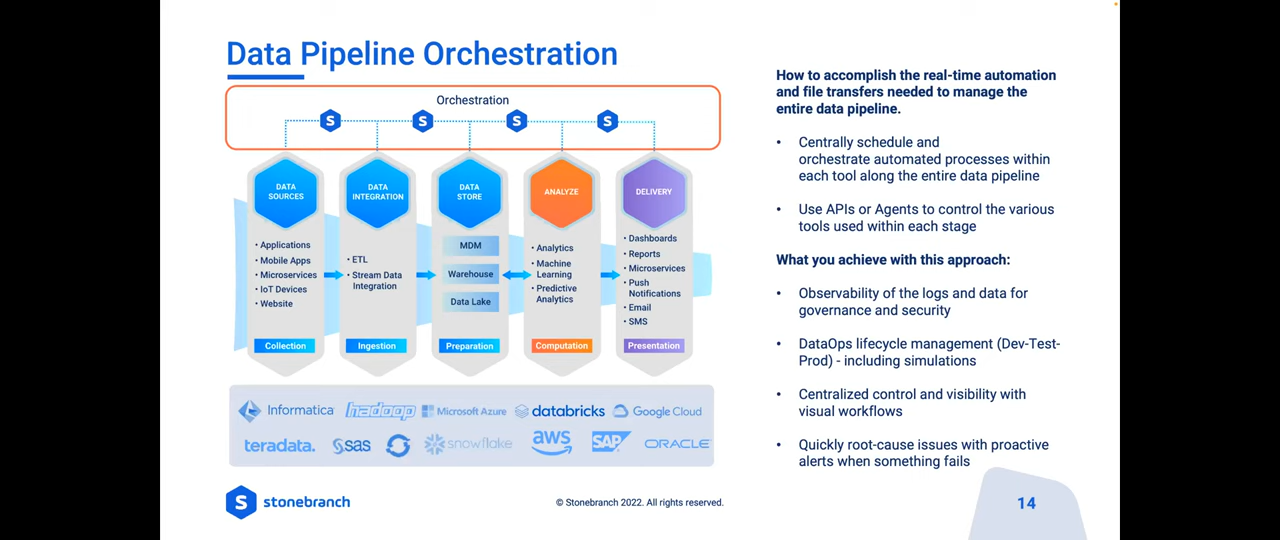 Data Pipeline Orchestration
Orchestration
S
S
S
S
DATA
SOURCES
• Applications
• Mobile Apps
• Microservices
• IoT Devices
• Website
Collection
DATA
INTEGRATION
• ETL
• Stream Data
Integration
Ingestion
DATA
STORE
MDM
Warehouse
Data Lake
Preparation
ANALYZE
• Analytics
• Machine
Learning
• Predictive
Analytics
Computation
DELIVERY
• Dashboards
• Reports
• Microservices
• Push
Notifications
• Email
• SMS
Presentation
Informatica
hadoop
Microsoft Azure
databricks
Google Cloud
teradata.
sas
snowflake
aws
SAP
ORACLE
How to accomplish the real-time automation
and file transfers needed to manage the
entire data pipeline.
• Centrally schedule and
orchestrate automated processes within
each tool along the entire data pipeline
• Use APIs or Agents to control the various
tools used within each stage
What you achieve with this approach:
• Observability of the logs and data for
governance and security
• DataOps lifecycle management (Dev-Test-
Prod) - including simulations
• Centralized control and visibility with
visual workflows
• Quickly root-cause issues with proactive
alerts when something fails
S stonebranch
© Stonebranch 2022. All rights reserved.
14